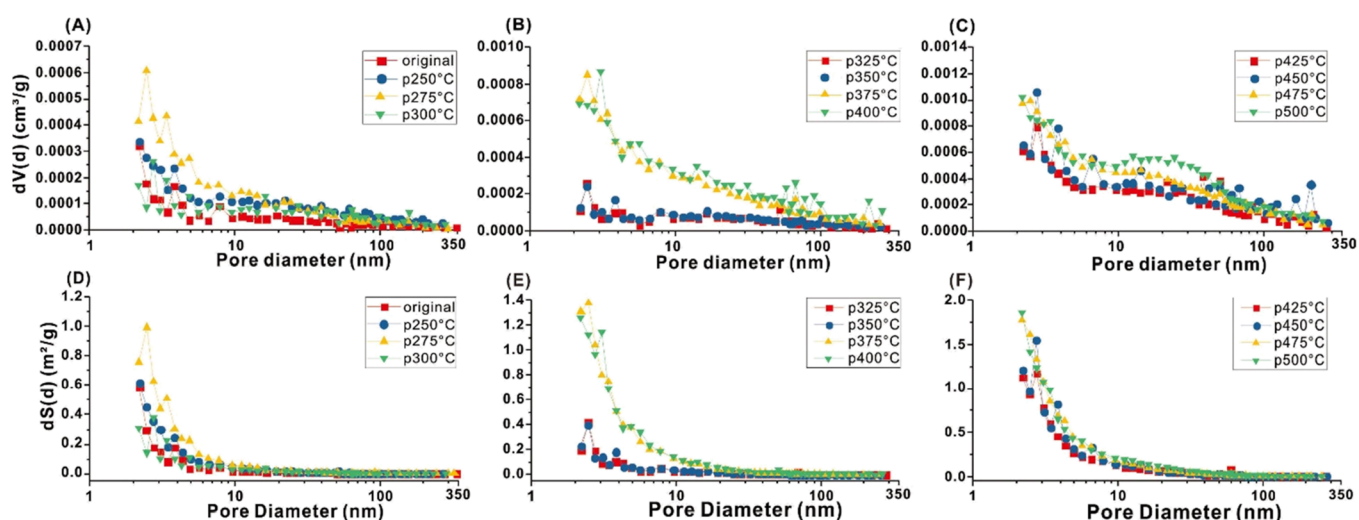 (A)
dV(d) (cm³/g)
0.0007
0.0006
0.0005
0.0004
0.0003
0.0002
0.0001
0.0000
original
p250°C
p275°C
p300°C
1
10
100
350
Pore diameter (nm)
(B)
0.0010
0.0008
0.0006
0.0004
0.0002
0.0000
p325°C
p350°C
p375°C
p400°C
1
10
100
350
Pore diameter (nm)
(C)
0.0014
0.0012
0.0010
0.0008
0.0006
0.0004
0.0002
0.0000
p425°C
p450°C
p475°C
p500°C
1
10
100
350
Pore diameter (nm)
(D)
dS(d) (m²/g)
1.2
1.0
0.8
0.6
0.4
0.2
0.0
original
p250°C
p275°C
p300°C
1
10
100
350
Pore Diameter (nm)
(E)
1.4
1.2
1.0
0.8
0.6
0.4
0.2
0.0
p325°C
p350°C
p375°C
p400°C
1
10
100
350
Pore Diameter (nm)
(F)
2.0
1.5
1.0
0.5
0.0
p425°C
p450°C
p475°C
p500°C
1
10
100
350
Pore Diameter (nm)